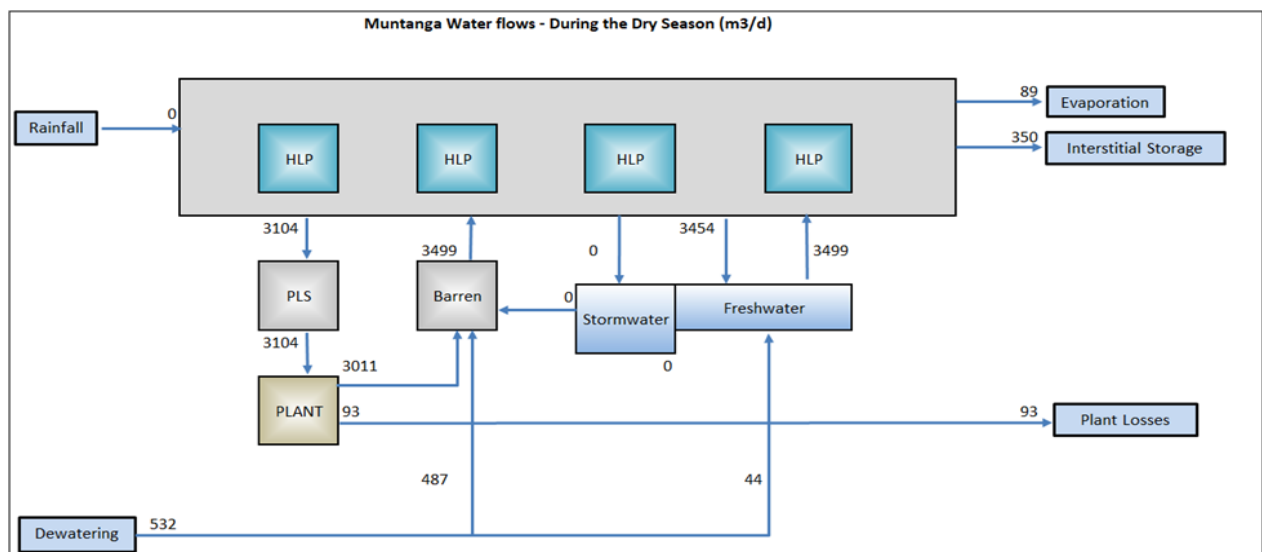 Muntanga Water flows - During the Dry Season (m3/d)
Rainfall
0
89
Evaporation
350
Interstitial Storage
HLP
HLP
HLP
HLP
3104
3499
0
3454
3499
PLS
Barren
0
Stormwater
Freshwater
0
3104
3011
PLANT
93
93
Plant Losses
487
44
Dewatering
532